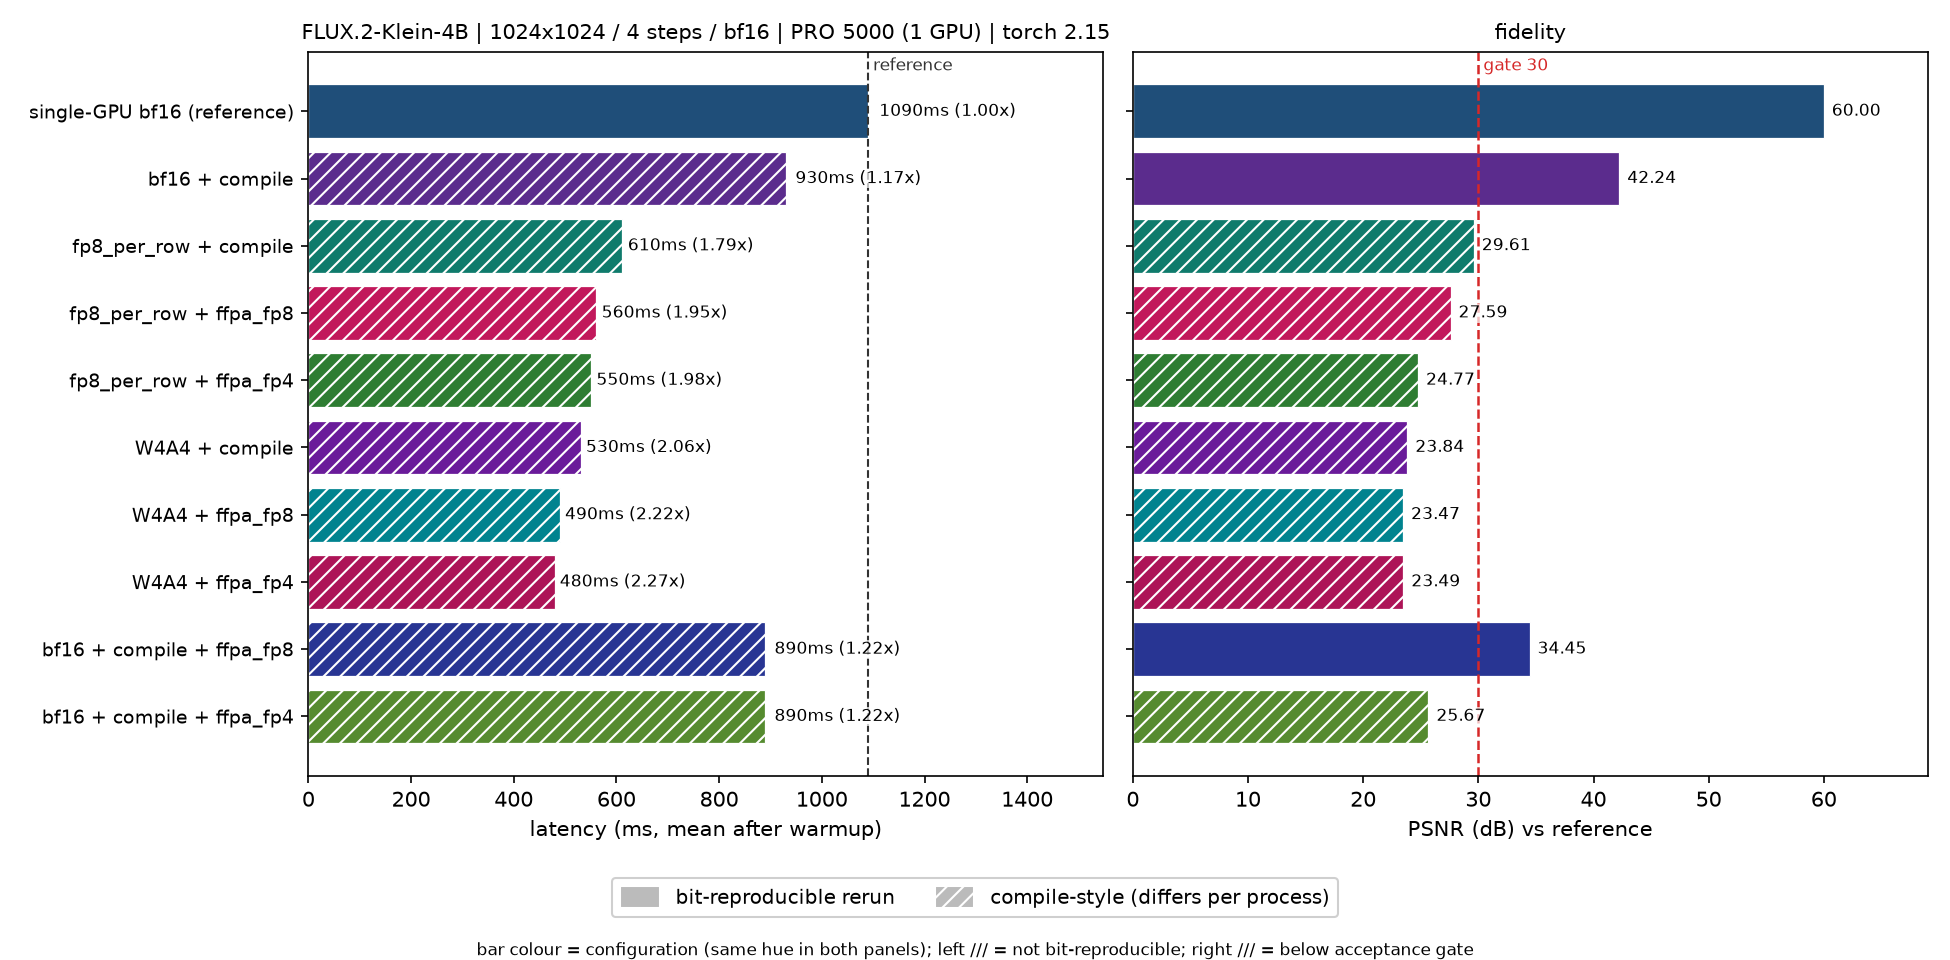 FLUX.2-Klein-4B | 1024x1024 / 4 steps / bf16 | PRO 5000 (1 GPU) | torch 2.15
reference
single-GPU bf16 (reference)
1090ms (1.00x)
bf16 + compile
930ms (1.17x)
fp8_per_row + compile
610ms (1.79x)
fp8_per_row + ffpa_fp8
560ms (1.95x)
fp8_per_row + ffpa_fp4
550ms (1.98x)
W4A4 + compile
530ms (2.06x)
W4A4 + ffpa_fp8
490ms (2.22x)
W4A4 + ffpa_fp4
480ms (2.27x)
bf16 + compile + ffpa_fp8
890ms (1.22x)
bf16 + compile + ffpa_fp4
890ms (1.22x)
0 200 400 600 800 1000 1200 1400
latency (ms, mean after warmup)
fidelity
gate 30
60.00
42.24
29.61
27.59
24.77
23.84
23.47
23.49
34.45
25.67
0 10 20 30 40 50 60
PSNR (dB) vs reference
bit-reproducible rerun
compile-style (differs per process)
bar colour = configuration (same hue in both panels); left /// = not bit-reproducible; right /// = below acceptance gate